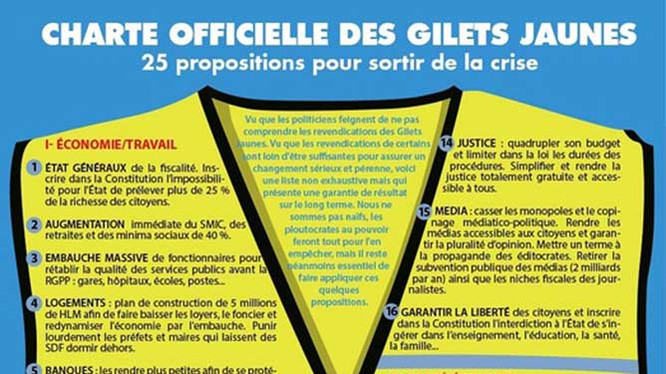 CHARTE OFFICIELLE DES GILETS JAUNES
25 propositions pour sortir de la crise
I- ÉCONOMIE/TRAVAIL
1 ÉTAT GÉNÉRAUX de la fiscalité. Ins-
crire dans la Constitution l'impossibili-
té pour l'État de prélever plus de 25 %
de la richesse des citoyens.
2 AUGMENTATION immédiate du SMIC, des
retraites et des minima sociaux de 40 %.
3 EMBAUCHE MASSIVE de fonctionnaires pour
rétablir la qualité des services publics avant la
RGPP : gares, hôpitaux, écoles, postes...
4 LOGEMENTS : plan de construction de 5 millions
de HLM afin de faire baisser les loyers, le foncier et
redynamiser l'économie par l'embauche. Punir
lourdement les préfets et maires qui laissent des
SDF dormir dehors.
5 BANQUES : les rendre plus petites afin de se proté-
Vu que les politiciens feignent de ne pas
comprendre les revendications des Gilets
jaunes. Vu que les revendications de certains
sont loin d'être suffisantes pour assurer un
changement sérieux et pérenne, voici
une liste non exhaustive mais qui
présente une garantie de résultat
sur le long terme. Nous ne
sommes pas naïfs, les
ploutocrates au pouvoir
feront tout pour l'en
empêcher, mais il reste
néanmoins essentiel de
faire appliquer ces
quelques
propositions.
14 JUSTICE : quadrupler son budget
et limiter dans la loi les durées des
procédures. Simplifier et rendre la
justice totalement gratuite et acces-
sible à tous.
15 MEDIA : casser les monopoles et le copi-
nage médiatico-politique. Rendre les
médias accessibles aux citoyens et garan-
tir la pluralité d'opinion. Mettre un terme à
la propagande des éditocrates. Retirer la
subvention publique des médias (2 milliards
par an) ainsi que les niches fiscales des jour-
nalistes.
16 GARANTIR LA LIBERTÉ des citoyens et inscrire
dans la Constitution l'interdiction à l'État de s'in-
gérer dans l'enseignement, l'éducation, la santé,
la famille...